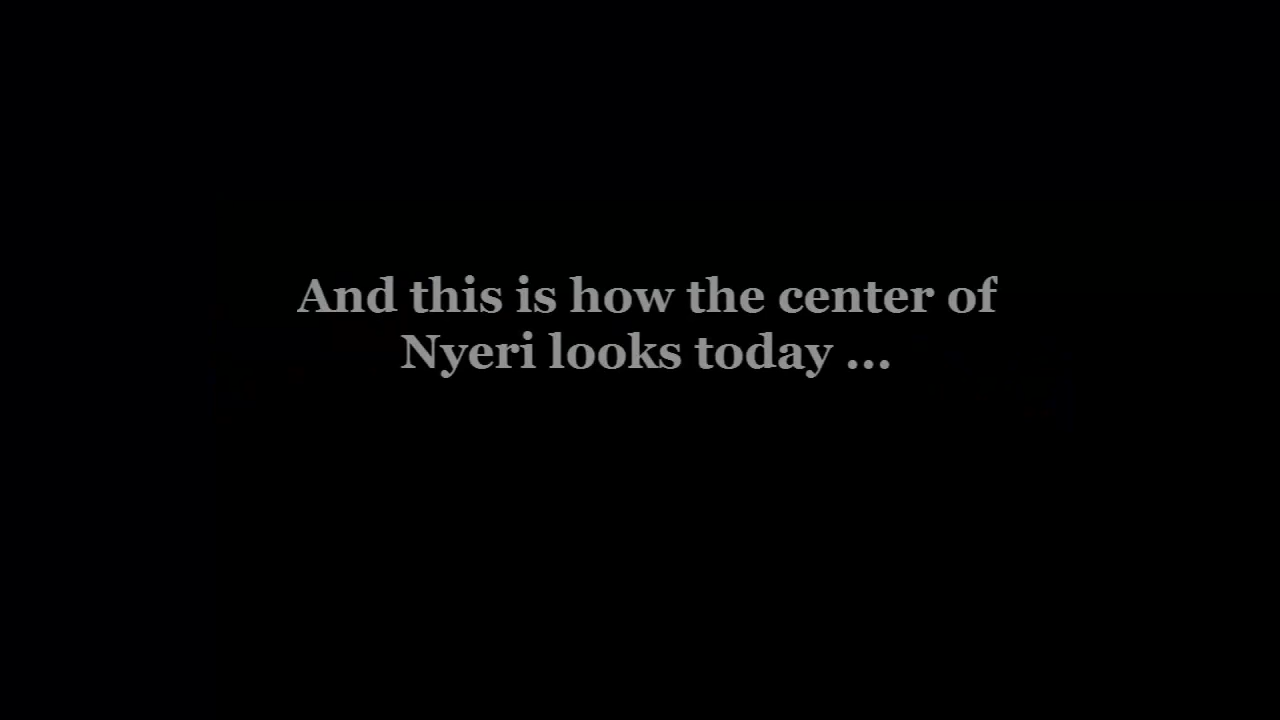 And this is how the center of
Nyeri looks today ...